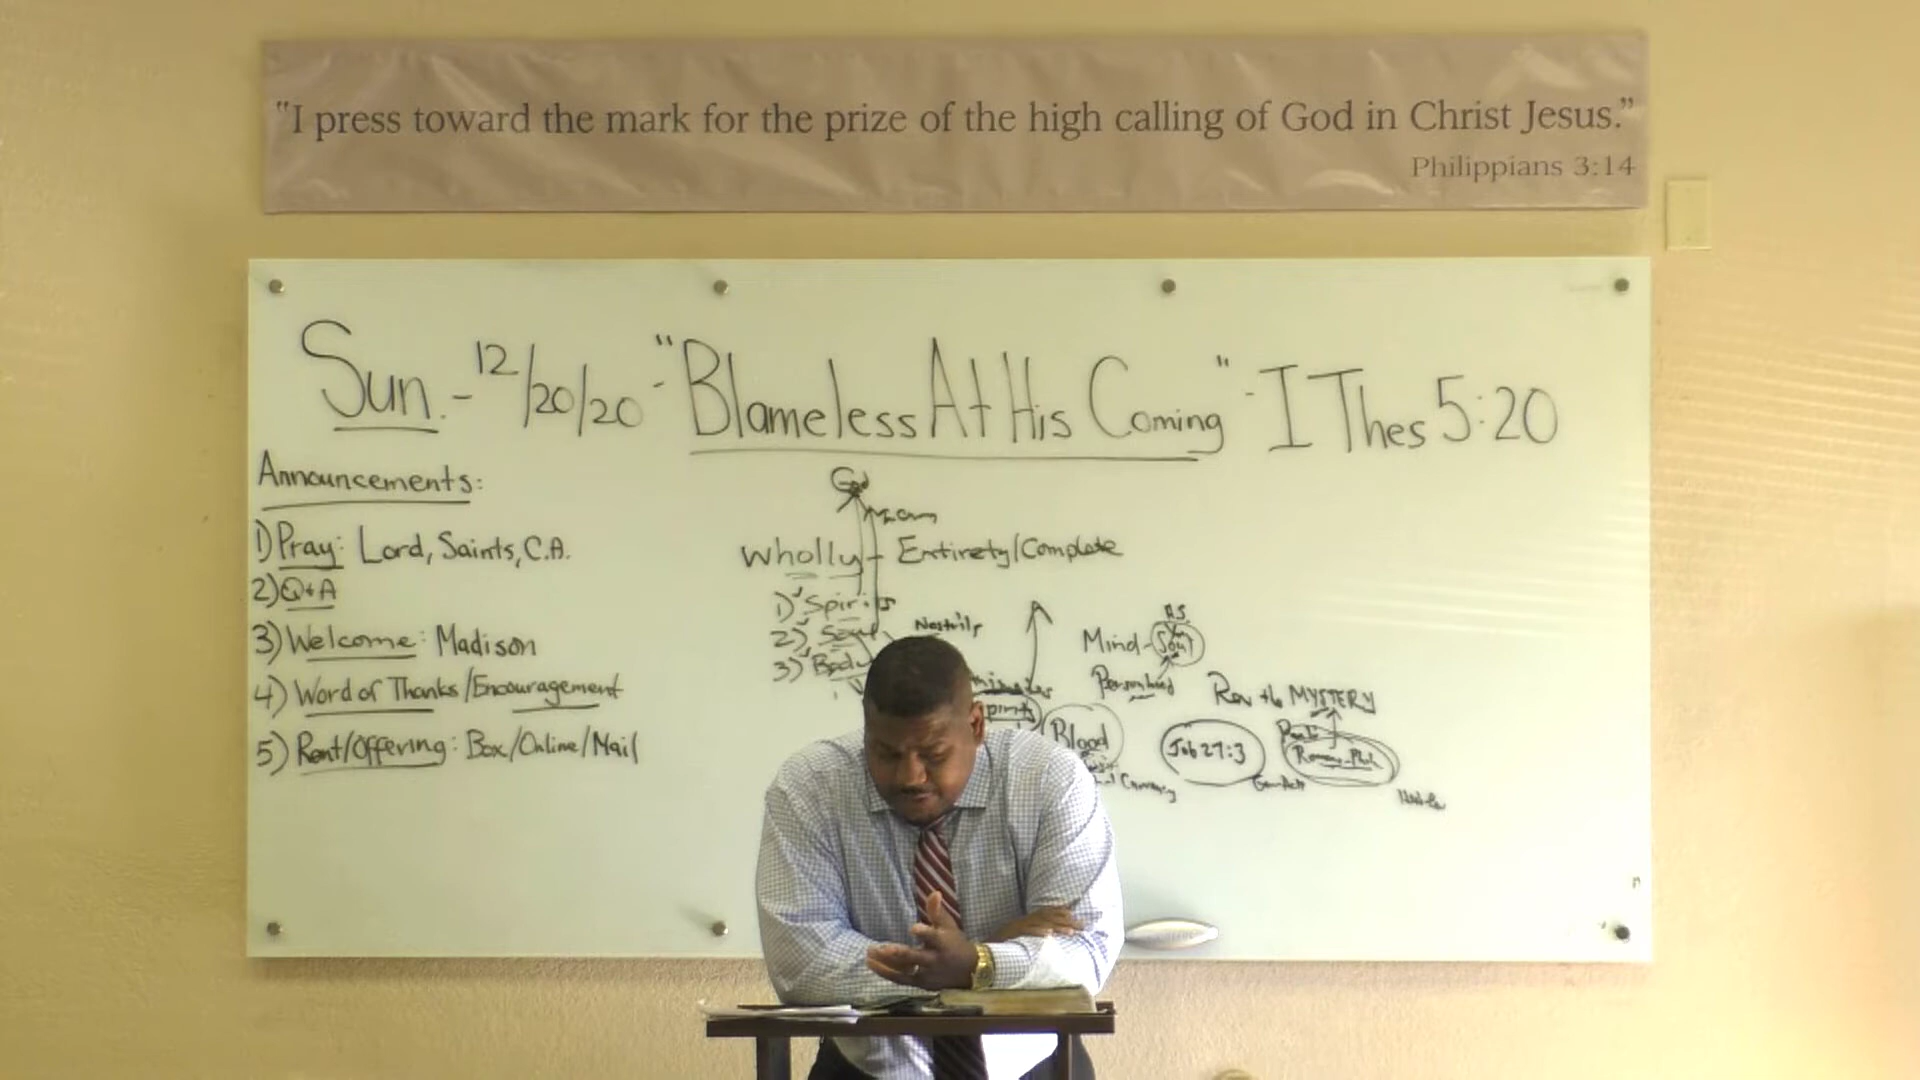 “I press toward the mark for the prize of the high calling of God in Christ Jesus.”
Philippians 3:14
Sun. - 12/20/20 - "Blameless At His Coming" - I Thes 5:20
Announcements:
1) Pray: Lord, Saints, C.A.
2) Q+A
3) Welcome: Madison
4) Word of Thanks/Encouragement
5) Rent/Offering: Box/Online/Mail
God
Wholly - Entirety/Complete
1) Spirits
2) Soul
3) Body
Nostrils
Blood
A.S.
Mind - Soul
Personhood
Rev the MYSTERY
Job 27:3